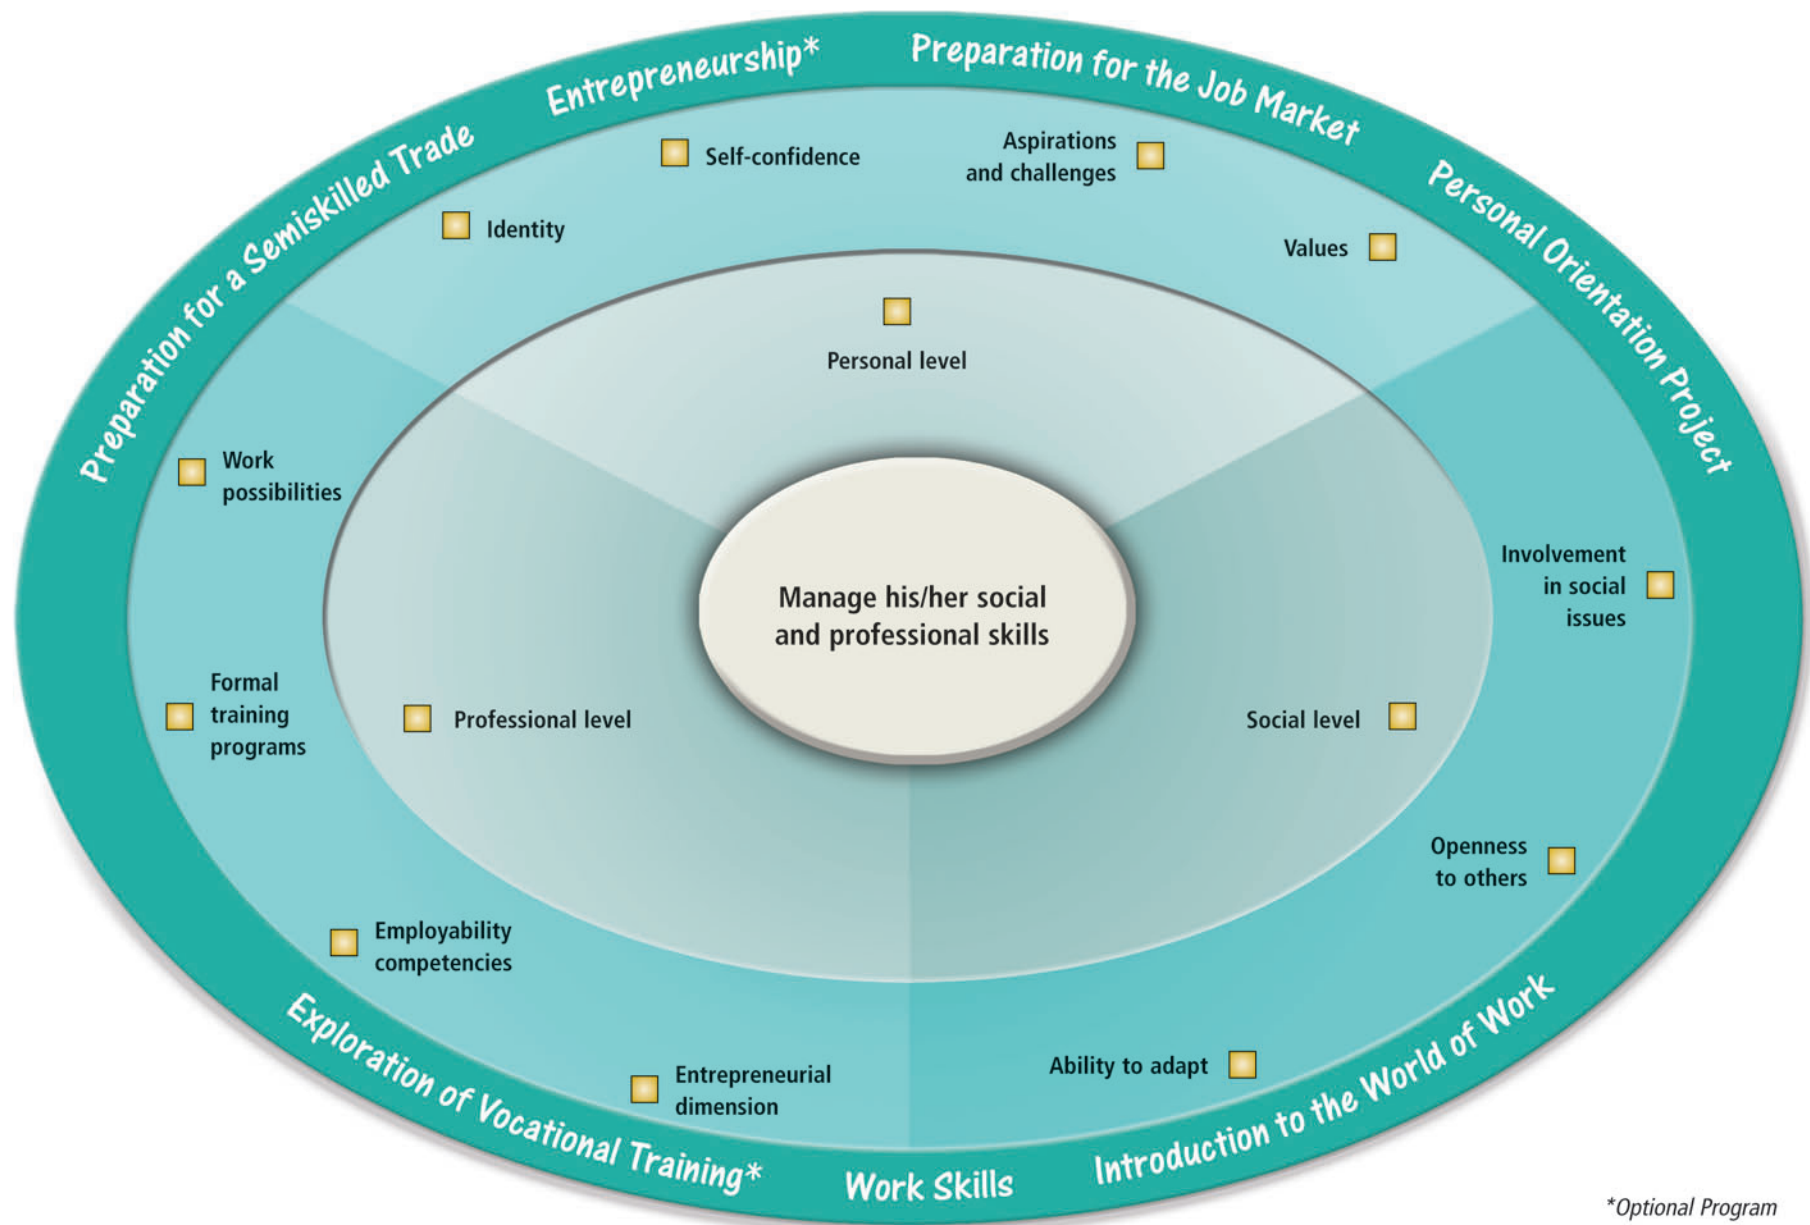 Entrepreneurship*
Preparation for the Job Market
Preparation for a Semiskilled Trade
Personal Orientation Project
Self-confidence
Aspirations
and challenges
Identity
Values
Personal level
Work
possibilities
Manage his/her social
and professional skills
Involvement
in social
issues
Formal
training
programs
Professional level
Social level
Openness
to others
Employability
competencies
Entrepreneurial
dimension
Ability to adapt
Exploration of Vocational Training*
Work Skills
Introduction to the World of Work
*Optional Program